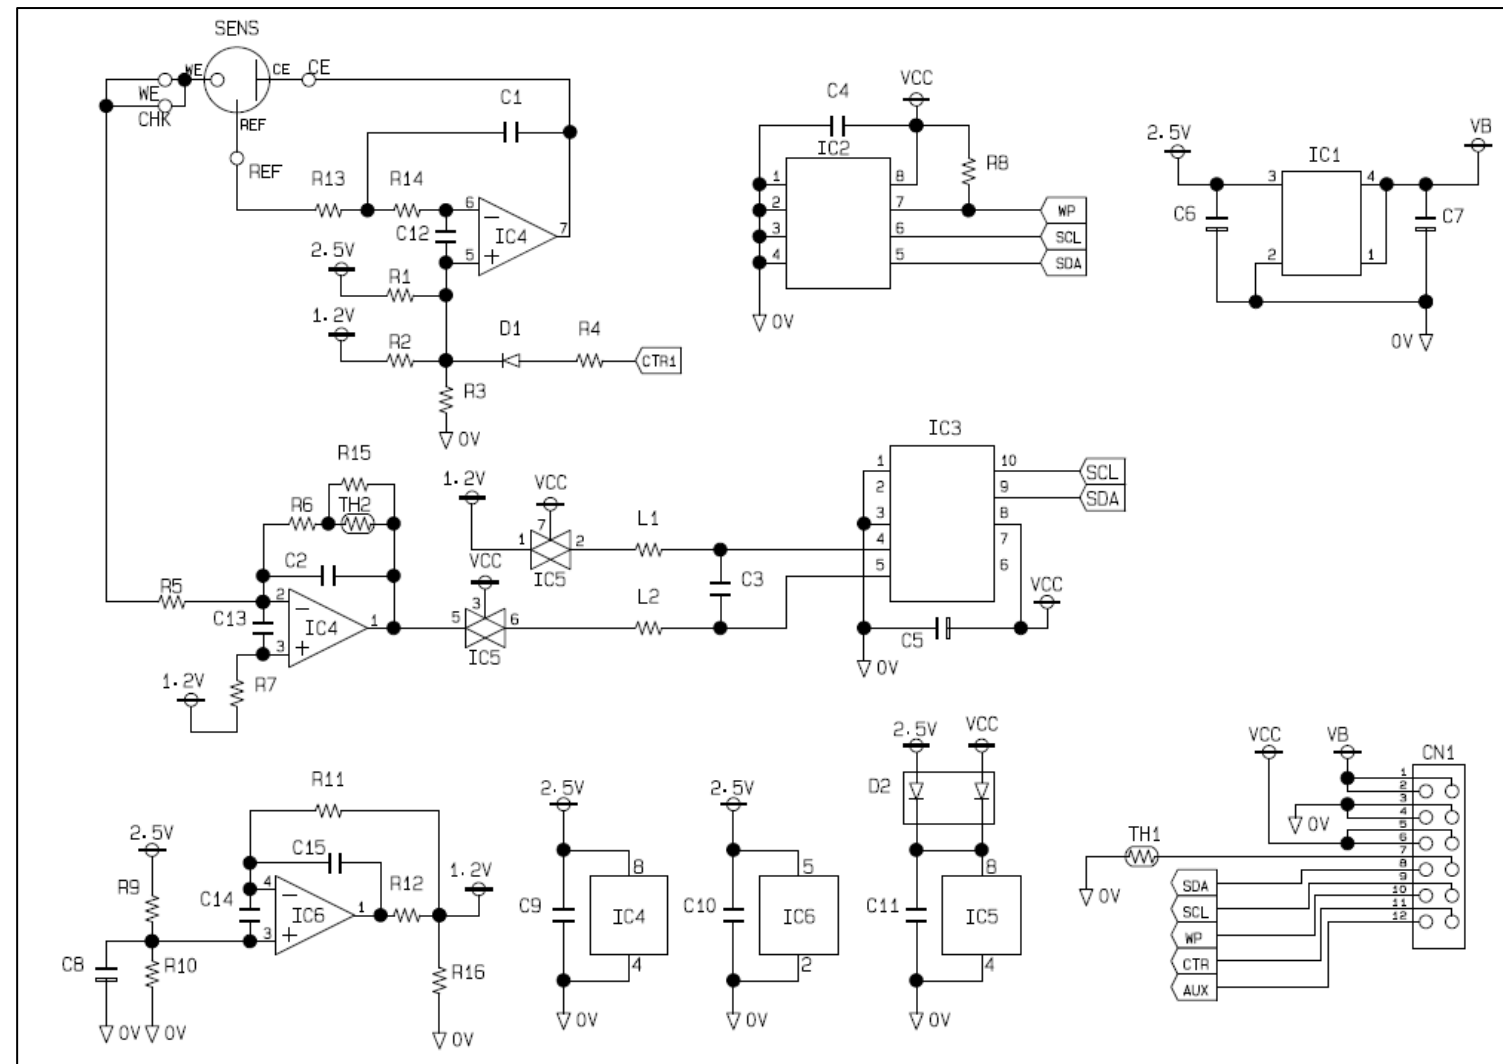 SENS
WE
CE
CE
WE
CHK
REF
REF
C1
R13
R14
6
7
C12
IC4
5
2.5V
R1
1.2V
R2
D1
R4
CTR1
R3
0V
C4
VCC
IC2
R8
1
8
2
7
WP
3
6
SCL
4
5
SDA
0V
2.5V
VB
IC1
3
4
C6
C7
2
1
0V
R15
R6
TH2
C2
R5
2
C13
IC4
1
3
1.2V
R7
1.2V
VCC
7
1
2
IC5
VCC
3
5
6
IC5
L1
C3
L2
IC3
1
10
SCL
2
9
SDA
3
8
4
7
5
6
VCC
C5
0V
R11
2.5V
C15
1.2V
R9
4
R12
C14
IC6
1
3
C8
R10
R16
0V
0V
0V
2.5V
8
C9
IC4
4
0V
2.5V
5
C10
IC6
2
0V
2.5V
VCC
D2
8
C11
IC5
4
0V
VCC
VB
CN1
1
2
3
4
0V
5
6
TH1
7
8
0V
SDA
9
SCL
10
WP
11
CTR
12
AUX